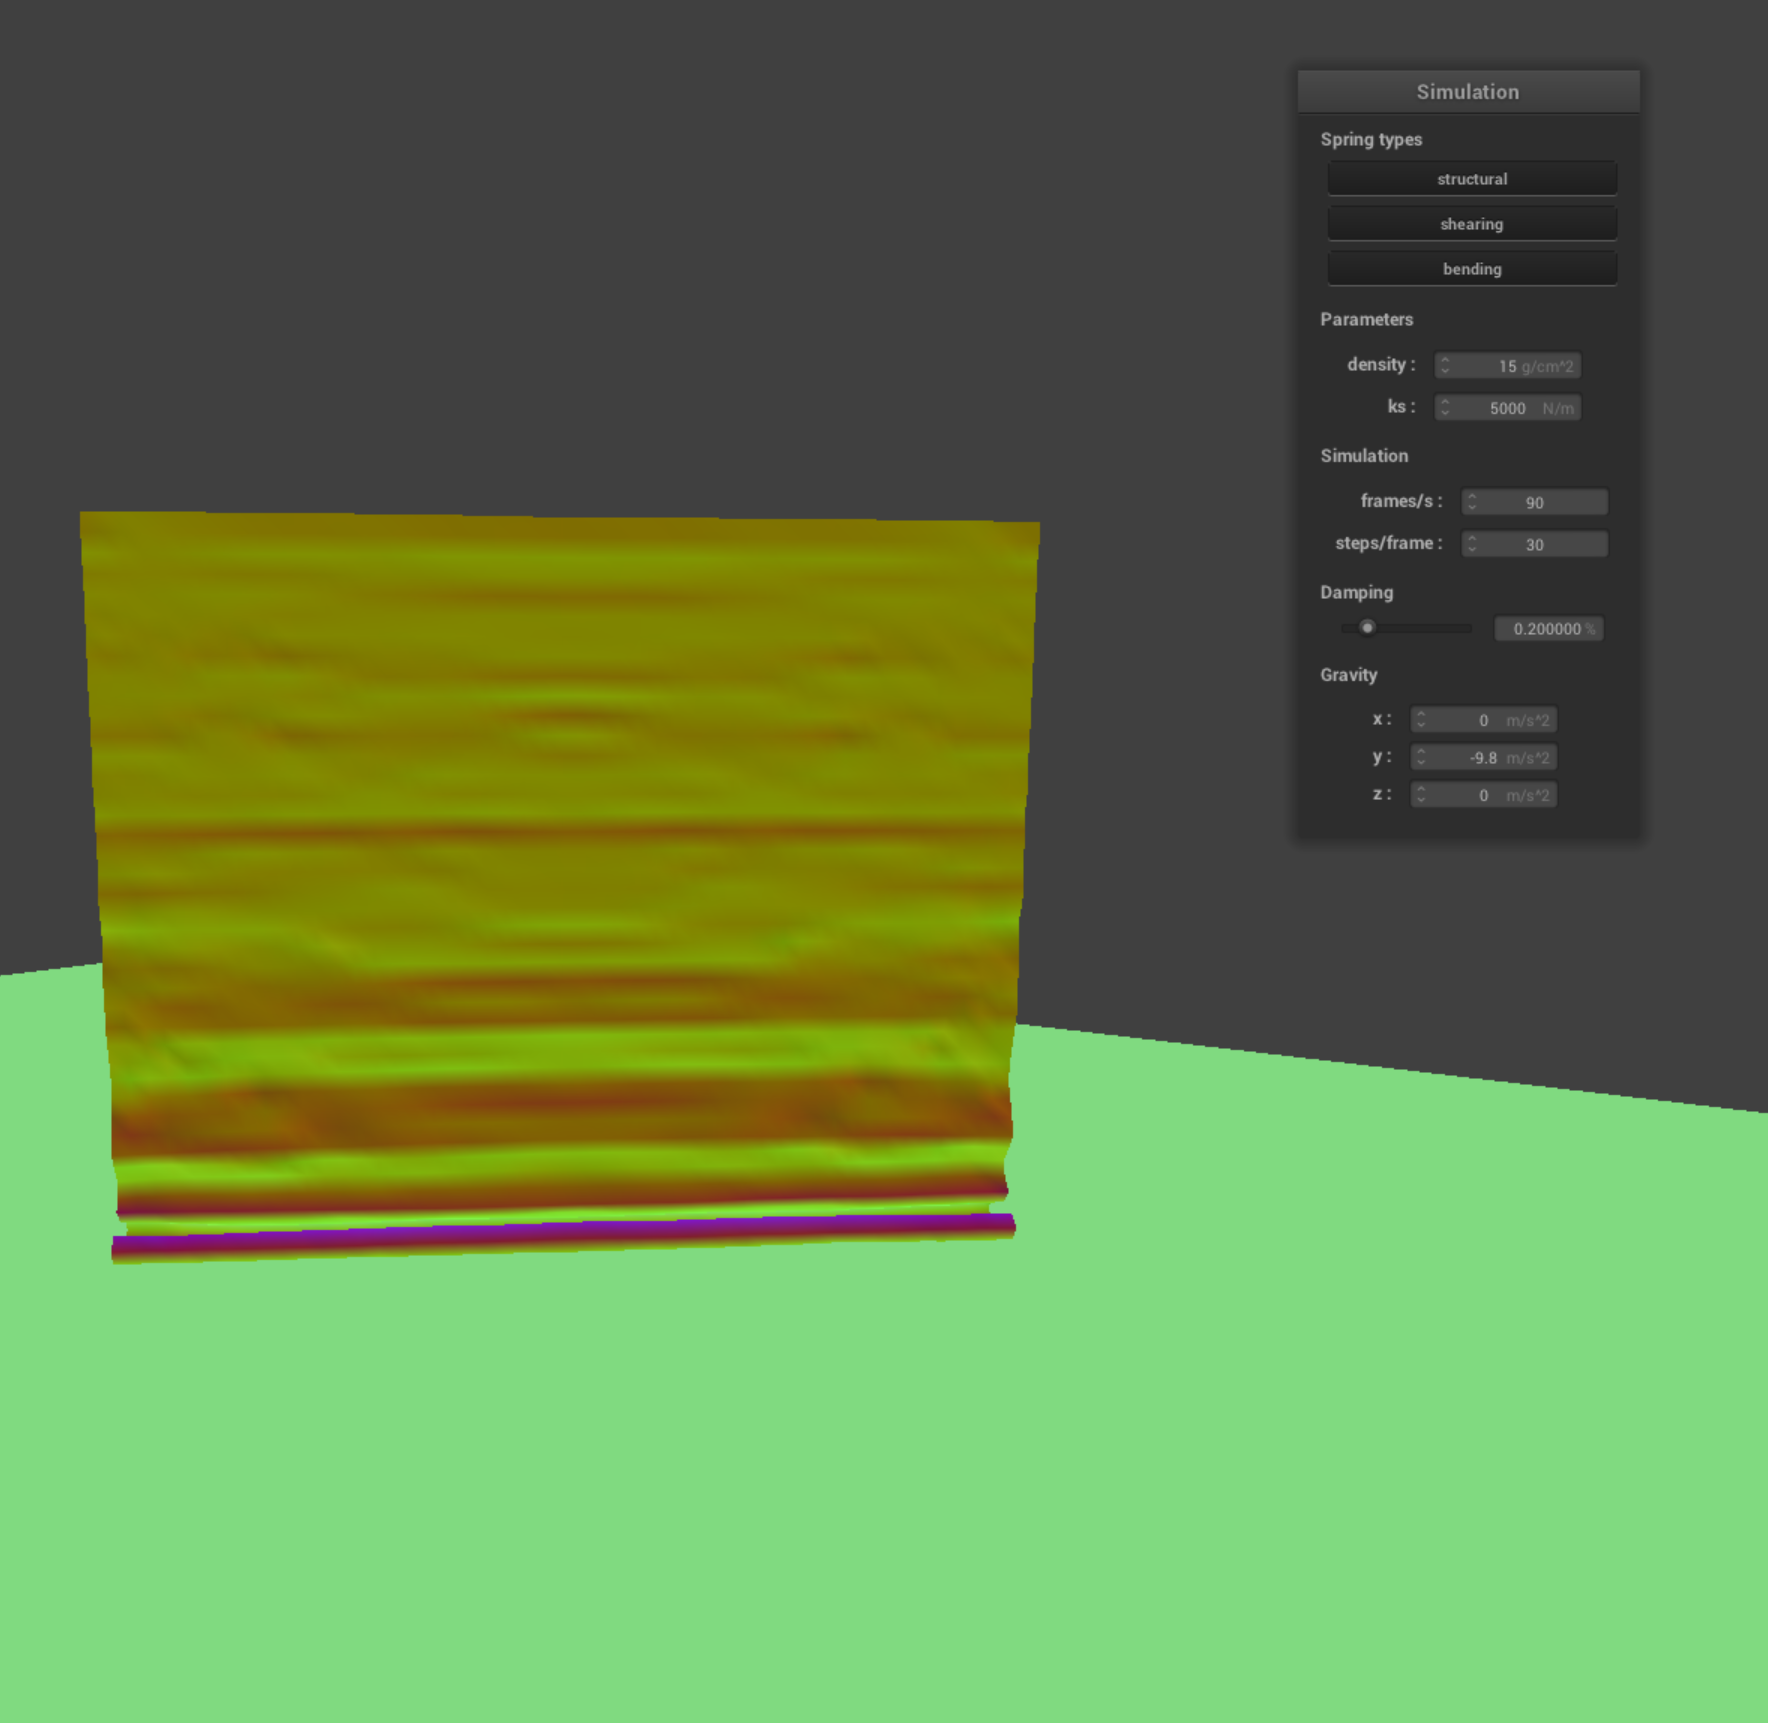 Simulation
Spring types
structural
shearing
bending
Parameters
density : 15 g/cm^2
ks : 5000 N/m
Simulation
frames/s : 90
steps/frame : 30
Damping
0.200000 %
Gravity
x : 0 m/s^2
y : -9.8 m/s^2
z : 0 m/s^2